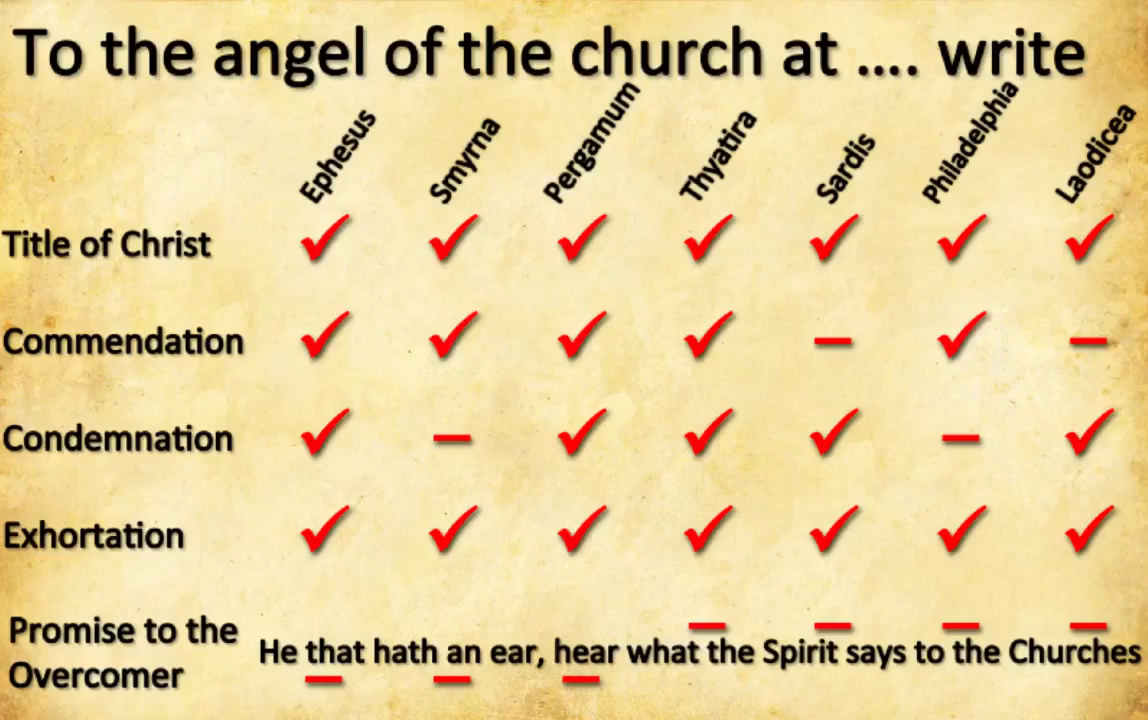 To the angel of the church at .... write
Ephesus Smyrna Pergamum Thyatira Sardis Philadelphia Laodicea
Title of Christ ✓ ✓ ✓ ✓ ✓ ✓ ✓
Commendation ✓ ✓ ✓ ✓ – ✓ –
Condemnation ✓ – ✓ ✓ ✓ – ✓
Exhortation ✓ ✓ ✓ ✓ ✓ ✓ ✓
Promise to the
Overcomer
He that hath an ear, hear what the Spirit says to the Churches